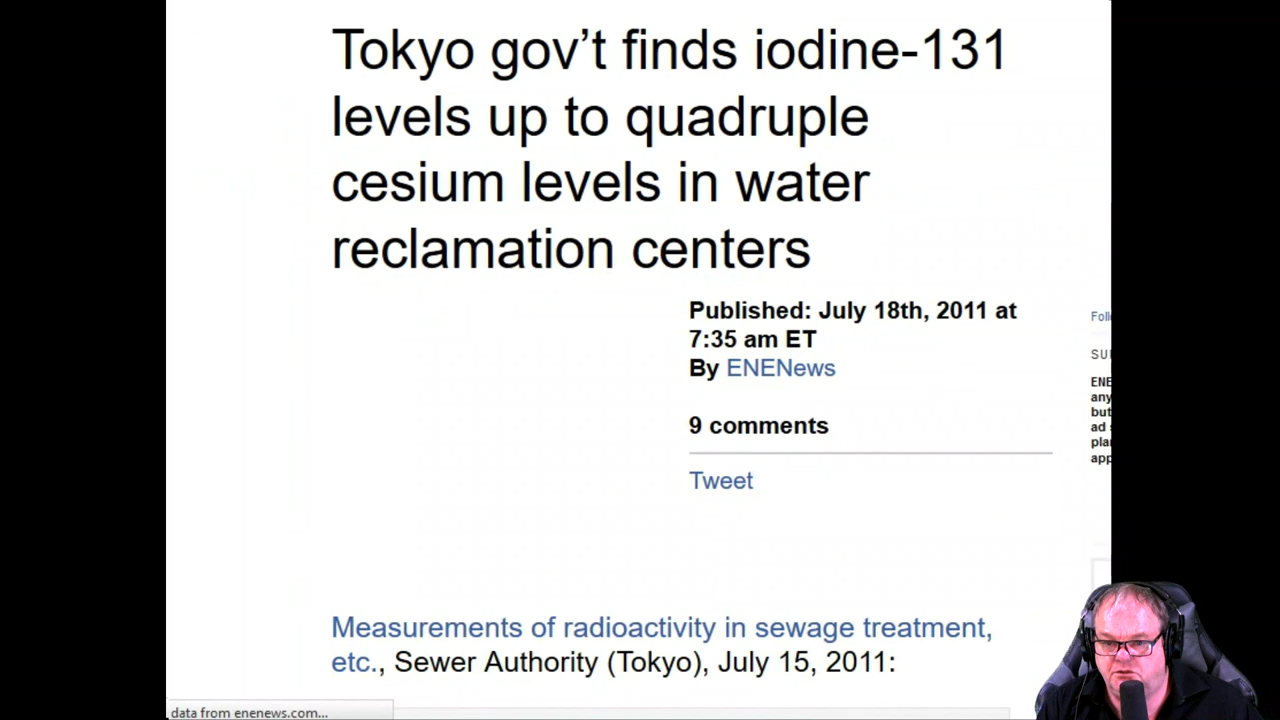 Tokyo gov’t finds iodine-131
levels up to quadruple
cesium levels in water
reclamation centers
Published: July 18th, 2011 at
7:35 am ET
By ENENews
9 comments
Tweet
Measurements of radioactivity in sewage treatment,
etc., Sewer Authority (Tokyo), July 15, 2011:
data from enenews.com...